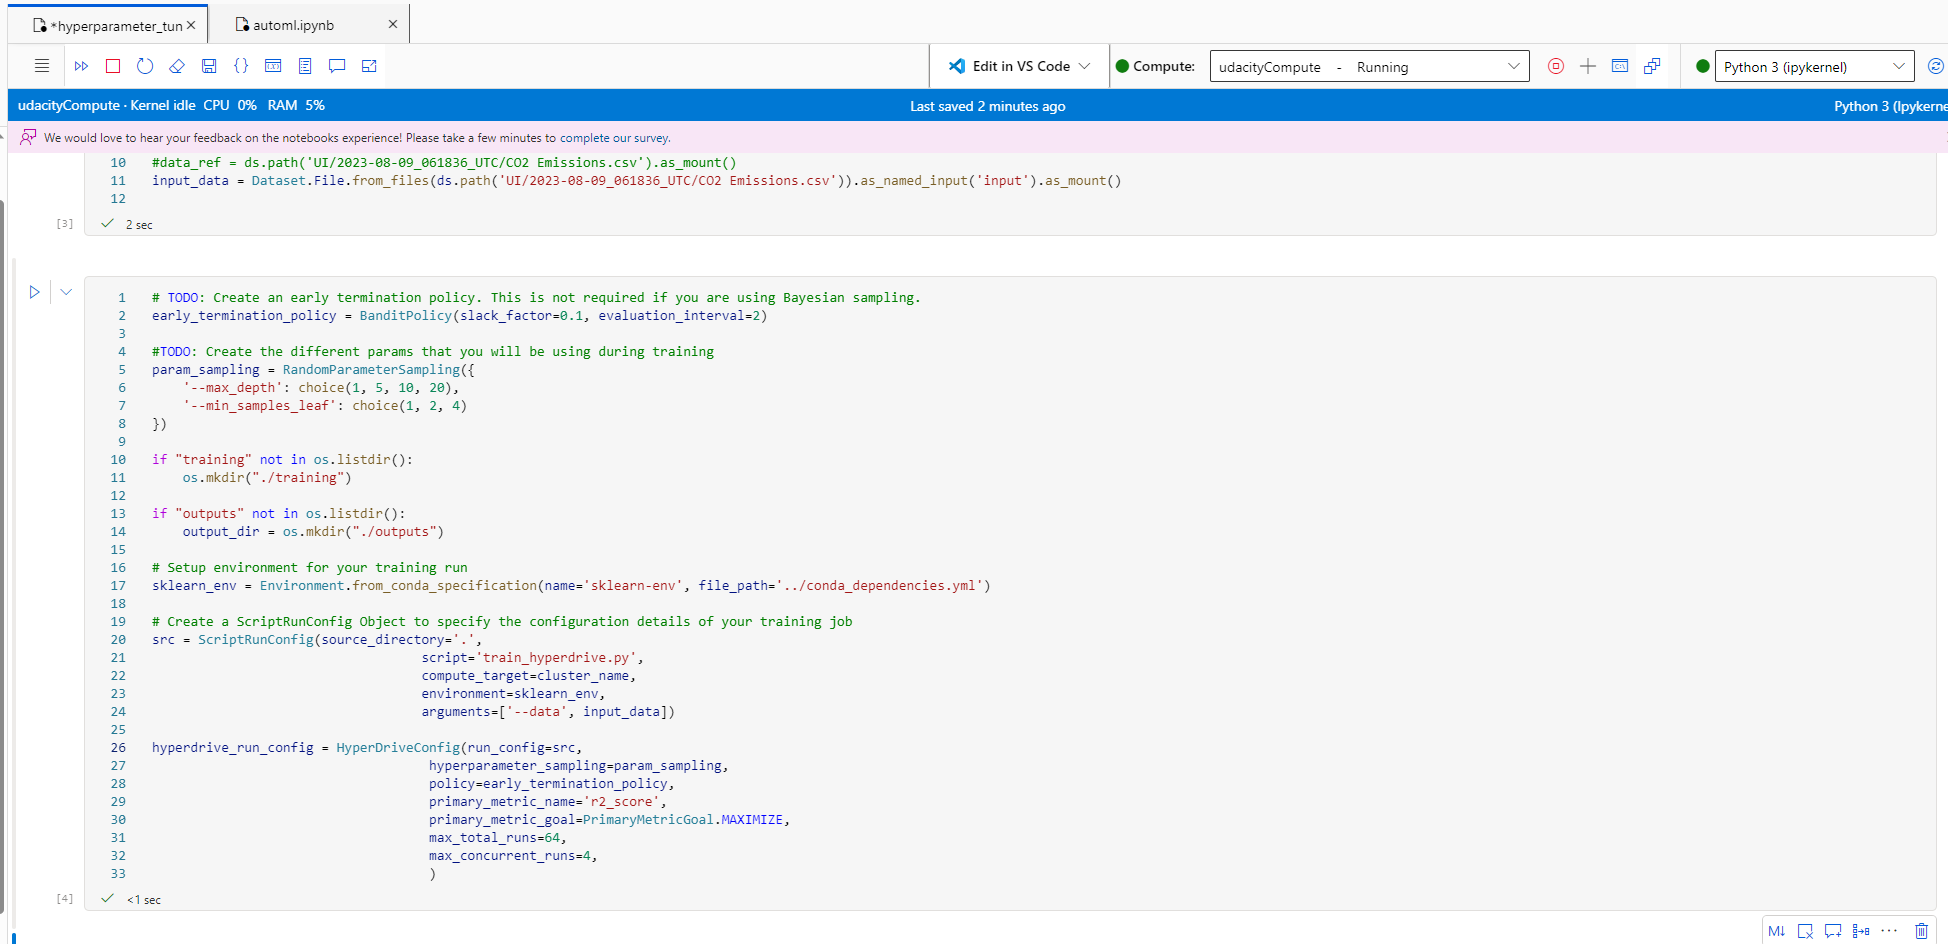 *hyperparameter_tun
automl.ipynb
Edit in VS Code
Compute:
udacityCompute - Running
Python 3 (ipykernel)
udacityCompute · Kernel idle CPU 0% RAM 5%
Last saved 2 minutes ago
Python 3 (Ipykerne
We would love to hear your feedback on the notebooks experience! Please take a few minutes to complete our survey.
10 #data_ref = ds.path('UI/2023-08-09_061836_UTC/CO2 Emissions.csv').as_mount()
11 input_data = Dataset.File.from_files(ds.path('UI/2023-08-09_061836_UTC/CO2 Emissions.csv')).as_named_input('input').as_mount()
12
[3] 2 sec
1 # TODO: Create an early termination policy. This is not required if you are using Bayesian sampling.
2 early_termination_policy = BanditPolicy(slack_factor=0.1, evaluation_interval=2)
3
4 #TODO: Create the different params that you will be using during training
5 param_sampling = RandomParameterSampling({
6 '--max_depth': choice(1, 5, 10, 20),
7 '--min_samples_leaf': choice(1, 2, 4)
8 })
9
10 if "training" not in os.listdir():
11 os.mkdir("./training")
12
13 if "outputs" not in os.listdir():
14 output_dir = os.mkdir("./outputs")
15
16 # Setup environment for your training run
17 sklearn_env = Environment.from_conda_specification(name='sklearn-env', file_path='../conda_dependencies.yml')
18
19 # Create a ScriptRunConfig Object to specify the configuration details of your training job
20 src = ScriptRunConfig(source_directory='.',
21 script='train_hyperdrive.py',
22 compute_target=cluster_name,
23 environment=sklearn_env,
24 arguments=['--data', input_data])
25
26 hyperdrive_run_config = HyperDriveConfig(run_config=src,
27 hyperparameter_sampling=param_sampling,
28 policy=early_termination_policy,
29 primary_metric_name='r2_score',
30 primary_metric_goal=PrimaryMetricGoal.MAXIMIZE,
31 max_total_runs=64,
32 max_concurrent_runs=4,
33 )
[4] <1 sec
M↓